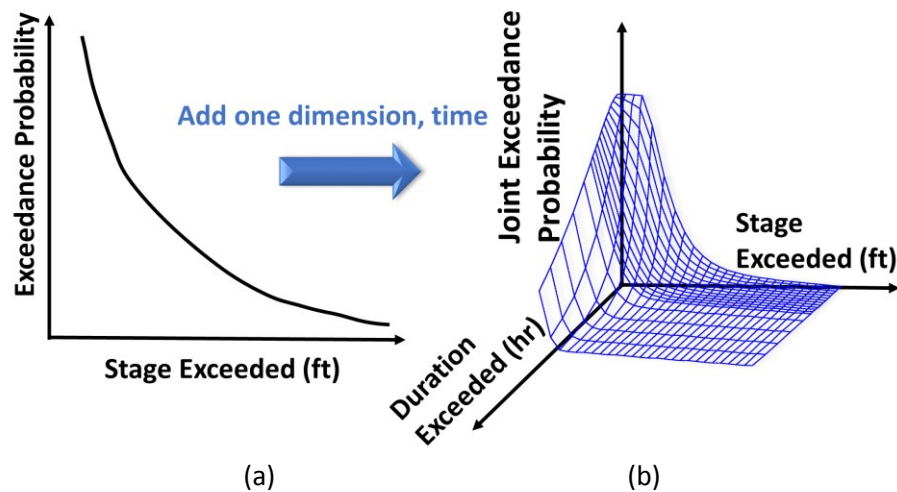 Exceedance Probability
Stage Exceeded (ft)
Add one dimension, time
Joint Exceedance
Probability
Stage
Exceeded (ft)
Duration
Exceeded (hr)
(a)
(b)